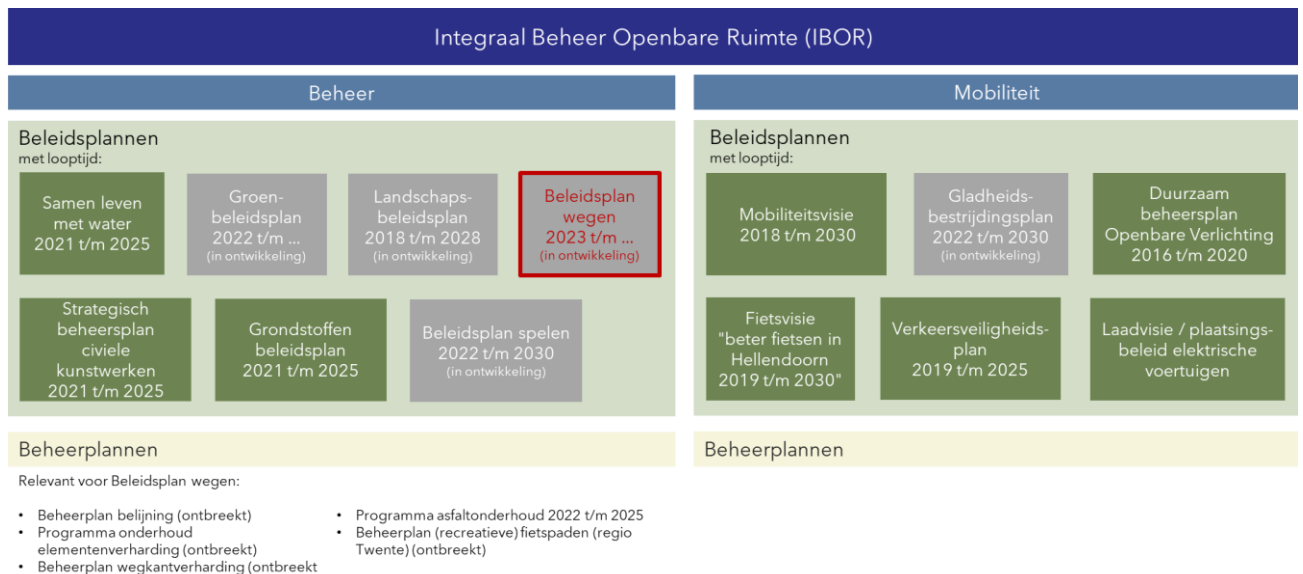 Integraal Beheer Openbare Ruimte (IBOR)
Beheer
Beleidsplannen
met looptijd:
Samen leven
met water
2021 t/m 2025
Groen-
beleidsplan
2022 t/m ...
(in ontwikkeling)
Landschaps-
beleidsplan
2018 t/m 2028
(in ontwikkeling)
Beleidsplan
wegen
2023 t/m ...
(in ontwikkeling)
Strategisch
beheersplan
civiele
kunstwerken
2021 t/m 2025
Grondstoffen
beleidsplan
2021 t/m 2025
Beleidsplan spelen
2022 t/m 2030
(in ontwikkeling)
Beheerplannen
Relevant voor Beleidsplan wegen:
• Beheerplan belijning (ontbreekt)
• Programma onderhoud
elementenverharding (ontbreekt)
• Beheerplan wegkantverharding (ontbreekt
• Programma asfaltonderhoud 2022 t/m 2025
• Beheerplan (recreatieve) fietspaden (regio
Twente) (ontbreekt)
Mobiliteit
Beleidsplannen
met looptijd:
Mobiliteitsvisie
2018 t/m 2030
Gladheids-
bestrijdingsplan
2022 t/m 2030
(in ontwikkeling)
Duurzaam
beheersplan
Openbare Verlichting
2016 t/m 2020
Fietsvisie
"beter fietsen in
Hellendoorn
2019 t/m 2030"
Verkeersveiligheids-
plan
2019 t/m 2025
Laadvisie / plaatsings-
beleid elektrische
voertuigen
Beheerplannen